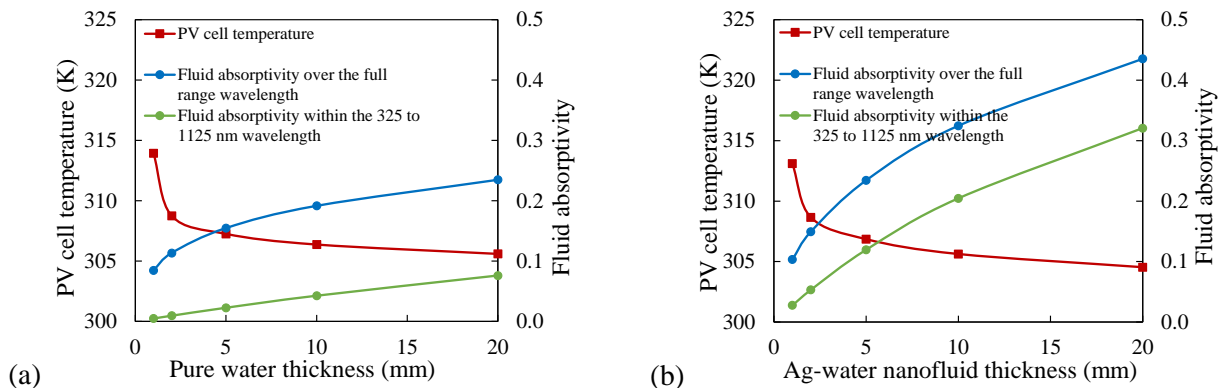 325
320
315
310
305
300
PV cell temperature (K)
PV cell temperature
Fluid absorptivity over the full
range wavelength
Fluid absorptivity within the 325 to
1125 nm wavelength
0.5
0.4
0.3
0.2
0.1
0.0
Fluid absorptivity
0 5 10 15 20
Pure water thickness (mm)
(a)
325
320
315
310
305
300
PV cell temperature (K)
PV cell temperature
Fluid absorptivity over the full
range wavelength
Fluid absorptivity within the
325 to 1125 nm wavelength
0.5
0.4
0.3
0.2
0.1
0.0
Fluid absorptivity
0 5 10 15 20
Ag-water nanofluid thickness (mm)
(b)